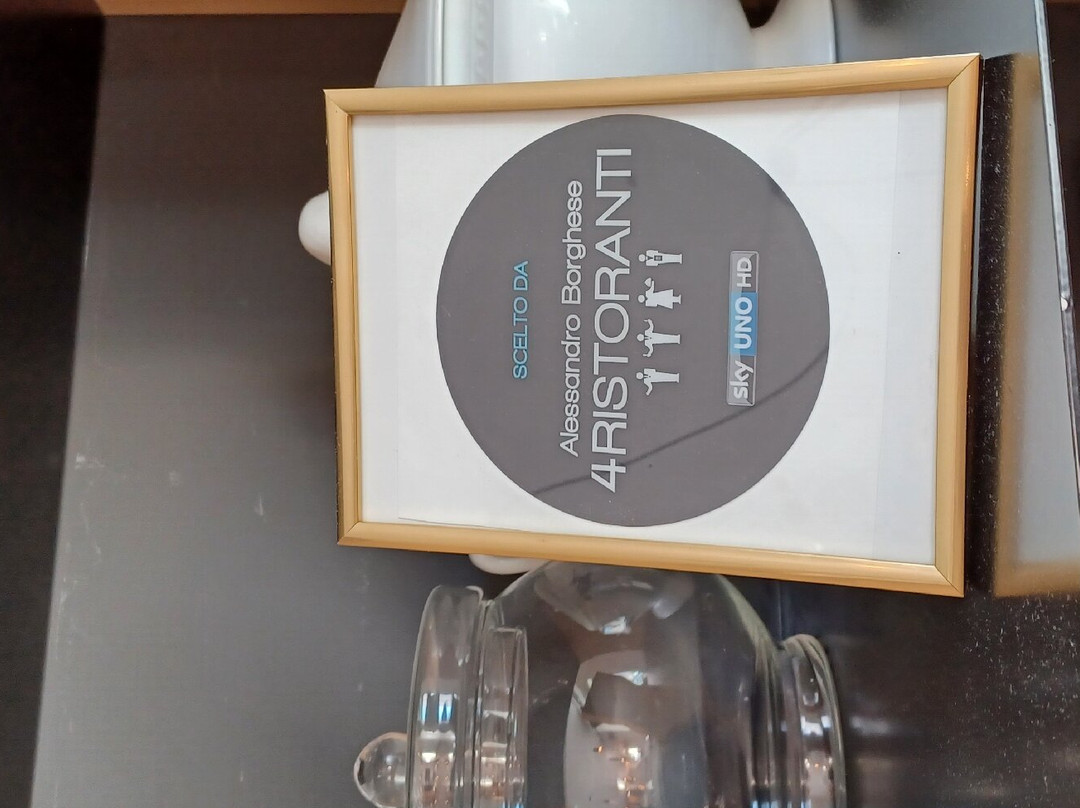 SCELTO DA
Alessandro Borghese
4RISTORANTI
sky UNO HD